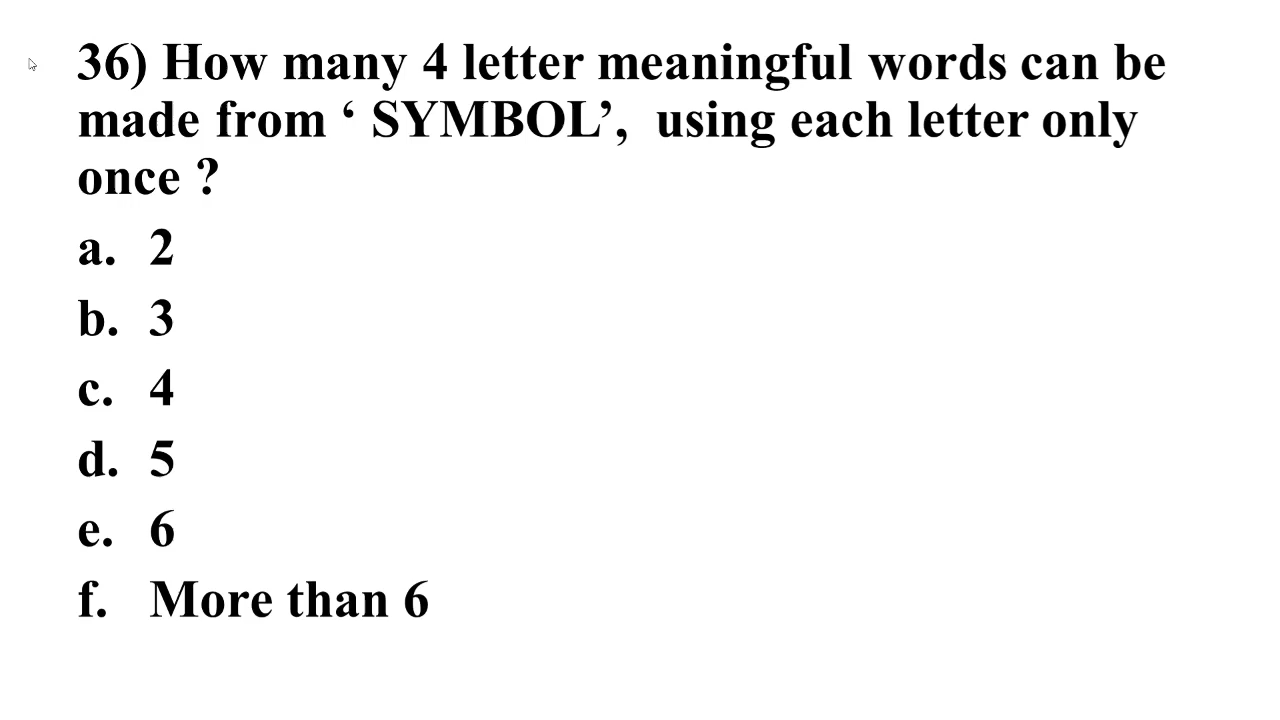 36) How many 4 letter meaningful words can be
made from ‘ SYMBOL’, using each letter only
once ?
a. 2
b. 3
c. 4
d. 5
e. 6
f. More than 6